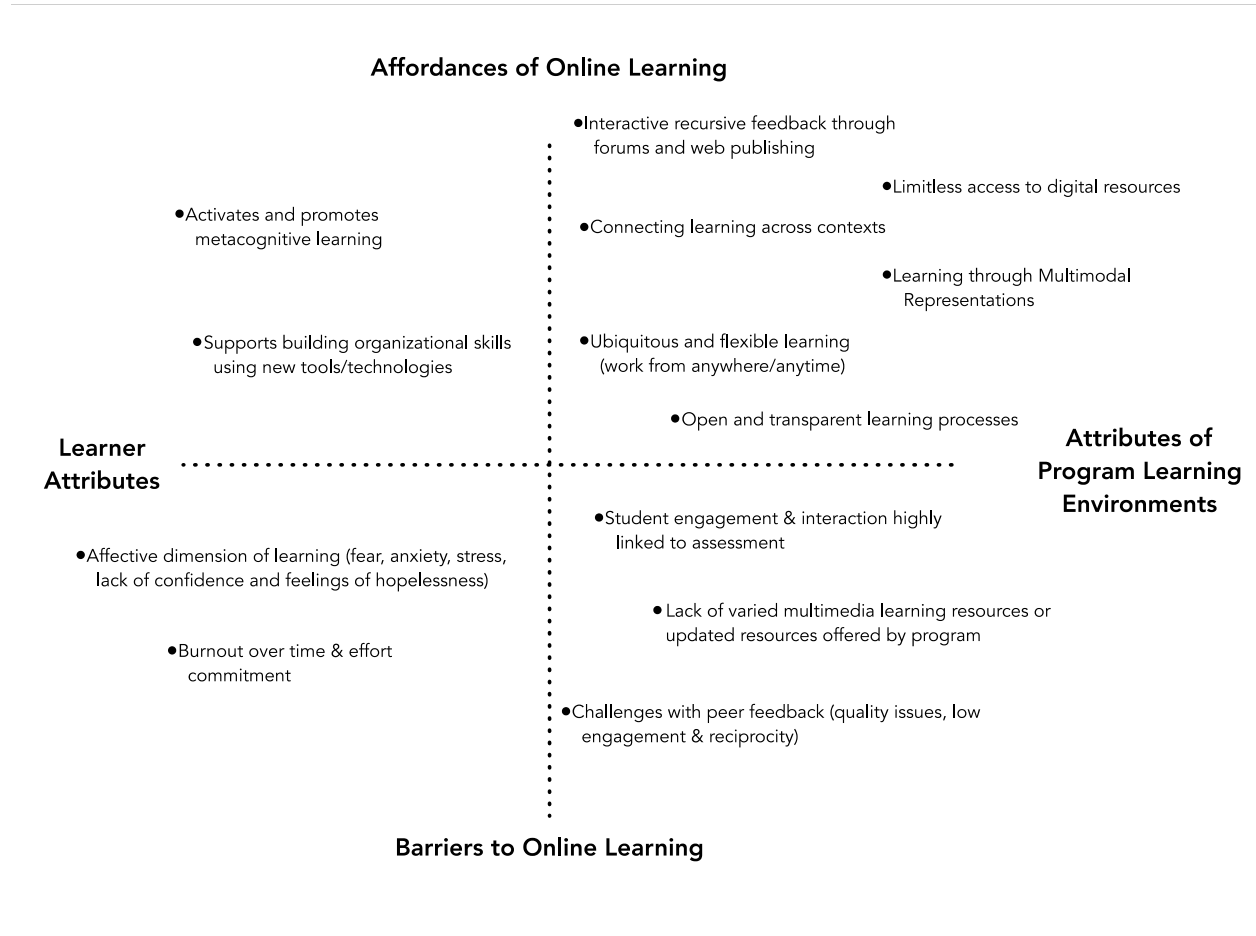 Affordances of Online Learning
•Interactive recursive feedback through
forums and web publishing
•Limitless access to digital resources
•Activates and promotes
metacognitive learning
•Connecting learning across contexts
•Learning through Multimodal
Representations
•Supports building organizational skills
using new tools/technologies
•Ubiquitous and flexible learning
(work from anywhere/anytime)
•Open and transparent learning processes
Learner
Attributes
Attributes of
Program Learning
Environments
•Student engagement & interaction highly
linked to assessment
•Affective dimension of learning (fear, anxiety, stress,
lack of confidence and feelings of hopelessness)
•Lack of varied multimedia learning resources or
updated resources offered by program
•Burnout over time & effort
commitment
•Challenges with peer feedback (quality issues, low
engagement & reciprocity)
Barriers to Online Learning